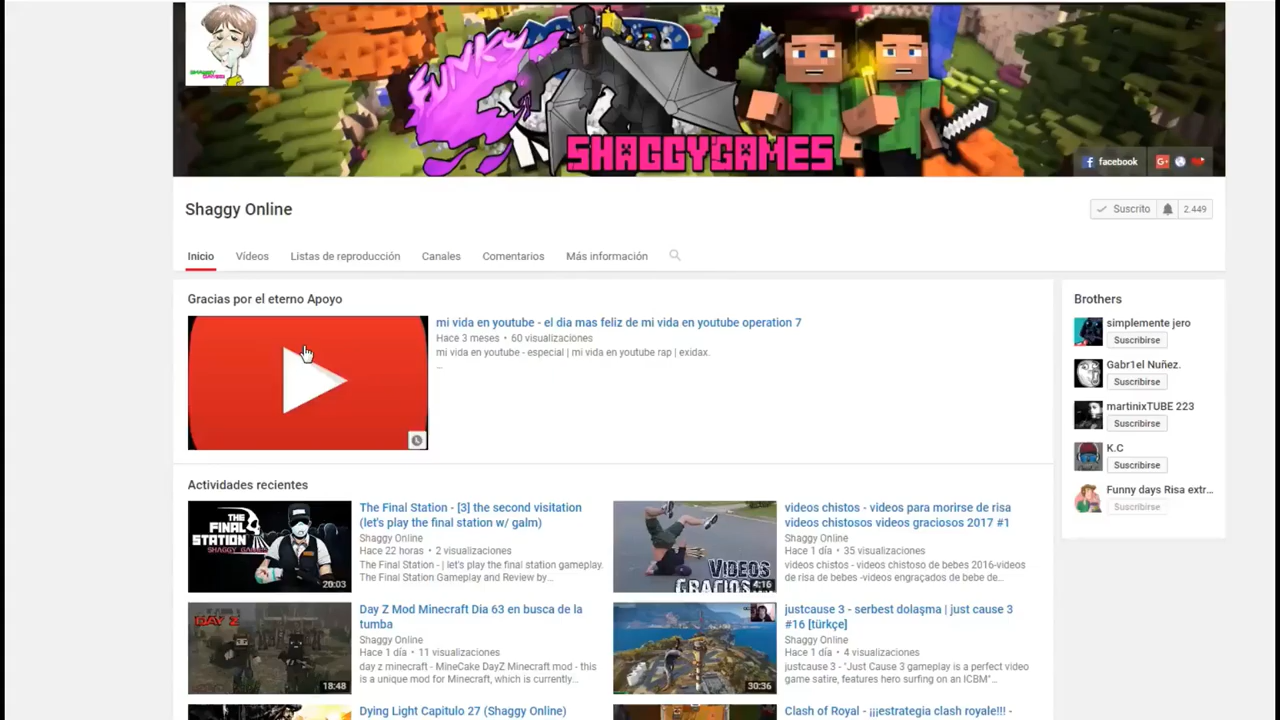 SHAGGY GAMES
SHAGGYGAMES
facebook
Shaggy Online
Suscrito 2.449
Inicio Vídeos Listas de reproducción Canales Comentarios Más información
Gracias por el eterno Apoyo
mi vida en youtube - el dia mas feliz de mi vida en youtube operation 7
Hace 3 meses • 60 visualizaciones
mi vida en youtube - especial | mi vida en youtube rap | exidax.
...
Brothers
simplemente jero
Suscribirse
Gabr1el Nuñez.
Suscribirse
martinixTUBE 223
Suscribirse
K.C
Suscribirse
Funny days Risa extr...
Suscribirse
Actividades recientes
THE FINAL STATION
SHAGGY GAMES
20:03
The Final Station - [3] the second visitation
(let's play the final station w/ galm)
Shaggy Online
Hace 22 horas • 2 visualizaciones
The Final Station - | let's play the final station gameplay.
The Final Station Gameplay and Review by...
VIDEOS
GRACIOS...
4:16
videos chistos - videos para morirse de risa
videos chistosos videos graciosos 2017 #1
Shaggy Online
Hace 1 día • 35 visualizaciones
videos chistos - videos chistoso de bebes 2016-videos
de risa de bebes -videos engraçados de bebe de...
DAY Z
18:48
Day Z Mod Minecraft Dia 63 en busca de la
tumba
Shaggy Online
Hace 1 día • 11 visualizaciones
day z minecraft - MineCake DayZ Minecraft mod - this
is a unique mod for Minecraft, which is currently...
30:36
justcause 3 - serbest dolaşma | just cause 3
#16 [türkçe]
Shaggy Online
Hace 1 día • 4 visualizaciones
justcause 3 - "Just Cause 3 gameplay is a perfect video
game satire, features hero surfing on an ICBM"...
Dying Light Capitulo 27 (Shaggy Online)
Clash of Royal - ¡¡¡estrategia clash royale!!! -